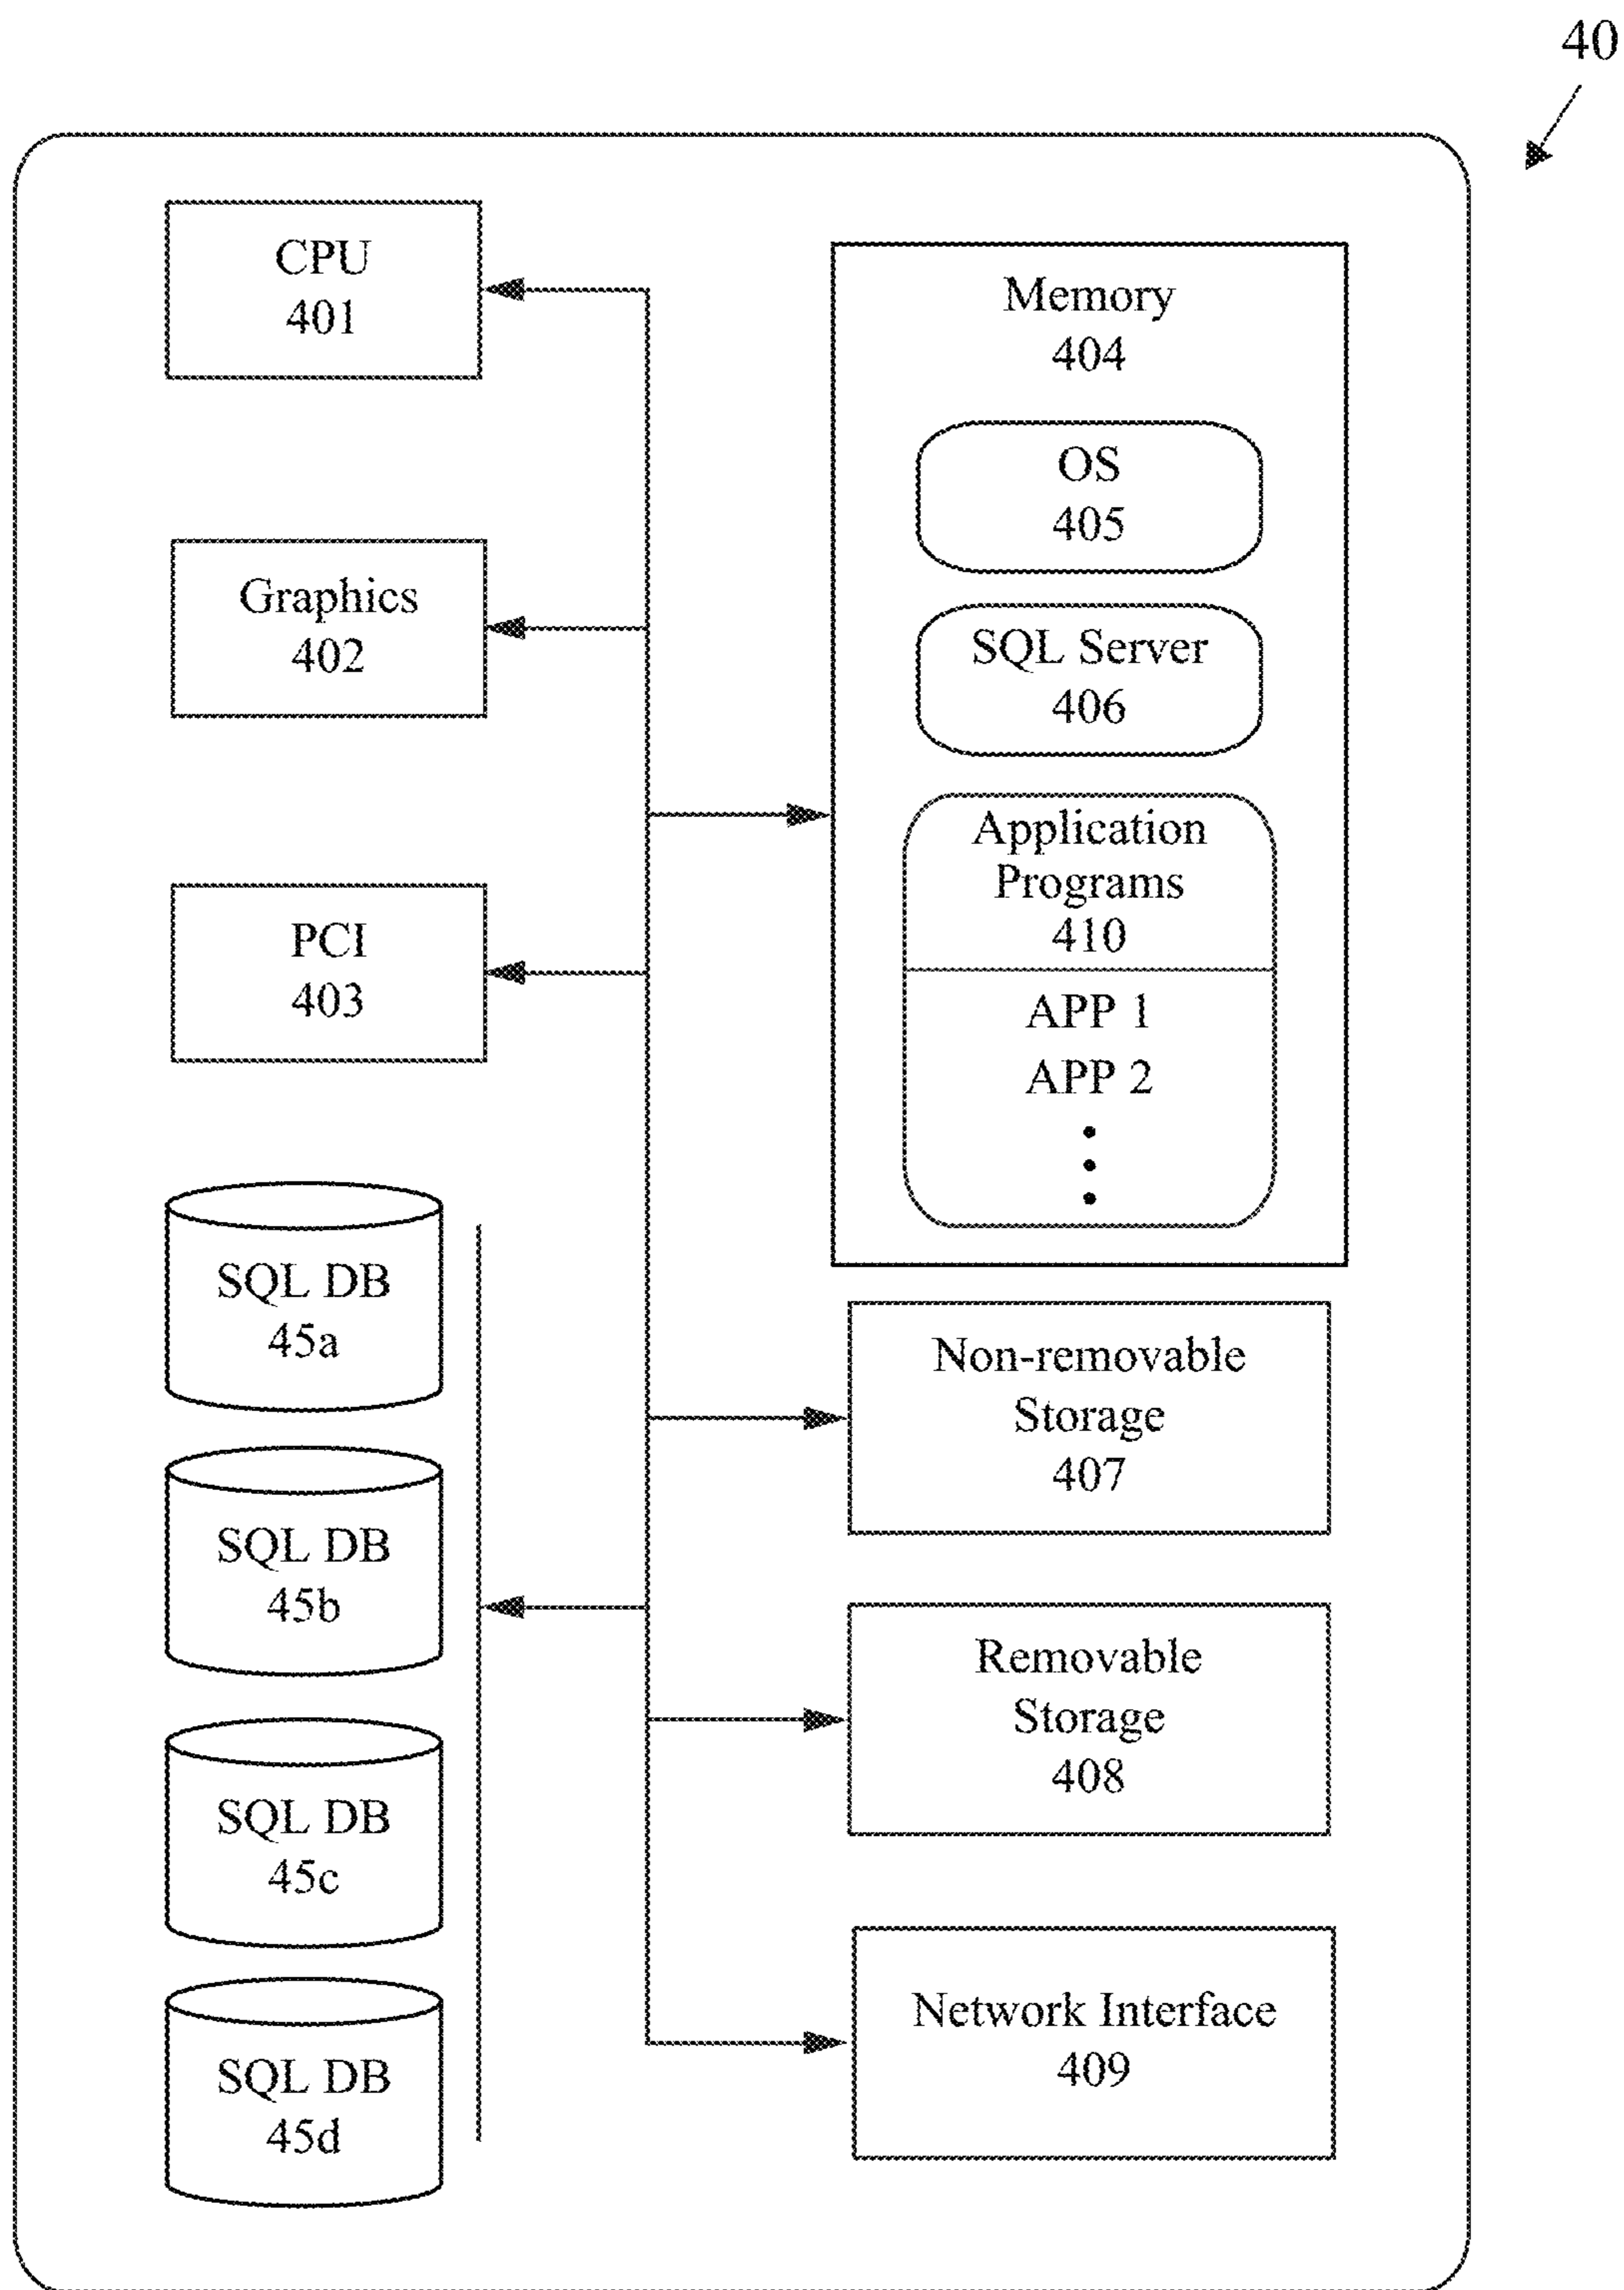 40
CPU
401
Graphics
402
PCI
403
SQL DB
45a
SQL DB
45b
SQL DB
45c
SQL DB
45d
Memory
404
OS
405
SQL Server
406
Application
Programs
410
APP 1
APP 2
Non-removable
Storage
407
Removable
Storage
408
Network Interface
409